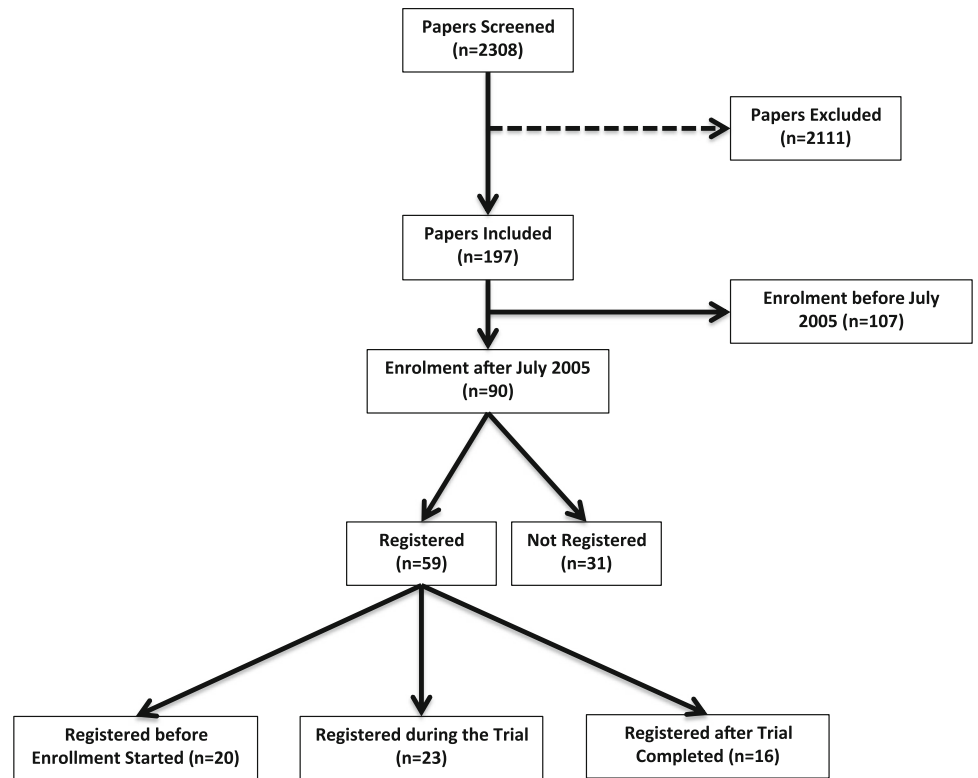 Papers Screened
(n=2308)
Papers Excluded
(n=2111)
Papers Included
(n=197)
Enrolment before July
2005 (n=107)
Enrolment after July 2005
(n=90)
Registered
(n=59)
Not Registered
(n=31)
Registered before
Enrollment Started (n=20)
Registered during the Trial
(n=23)
Registered after Trial
Completed (n=16)